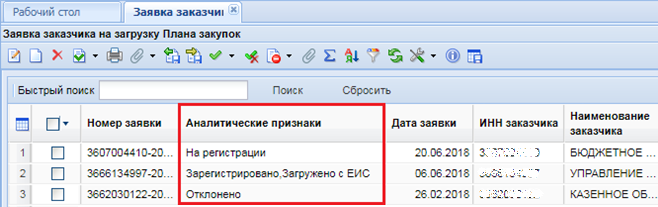 Рабочий стол Заявка заказчи
Заявка заказчика на загрузку Плана закупок
Быстрый поиск Поиск Сбросить
Номер заявки Аналитические признаки Дата заявки ИНН заказчика Наименование заказчика
1 3607004410-20... На регистрации 20.06.2018 БЮДЖЕТНОЕ ...
2 3666134997-20... Зарегистрировано,Загружено с ЕИС 06.06.2018 УПРАВЛЕНИЕ ...
3 3662030122-20... Отклонено 26.02.2018 КАЗЕННОЕ ОБ...